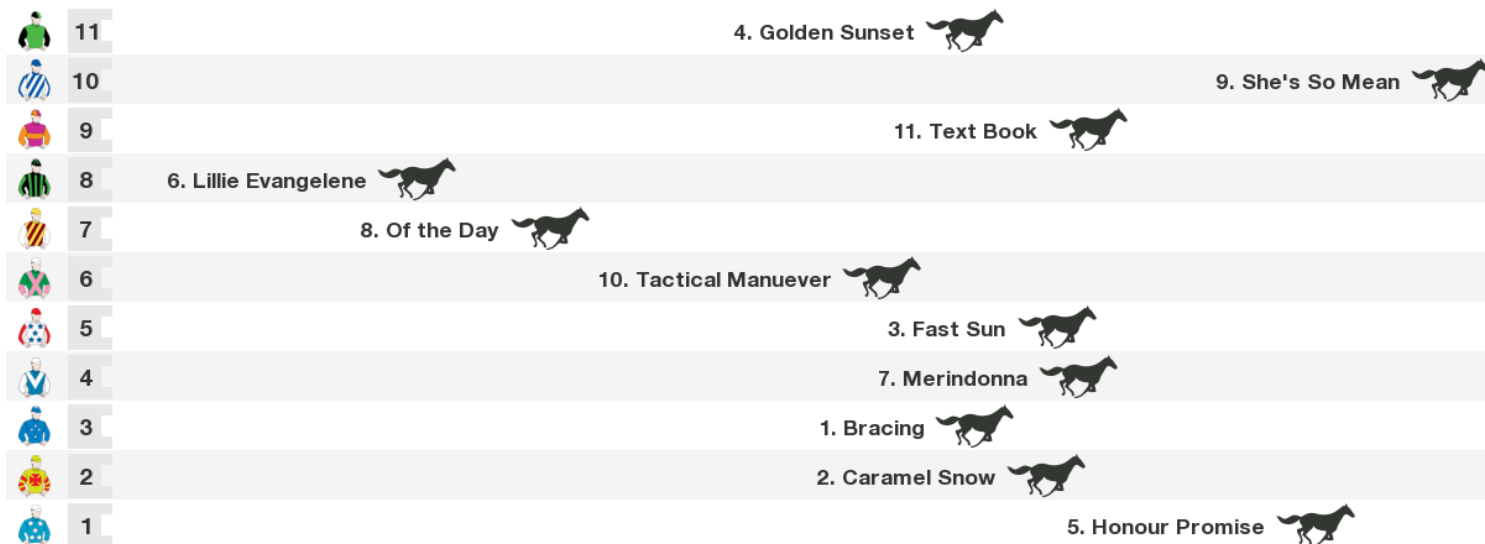 11 4. Golden Sunset
10 9. She's So Mean
9 11. Text Book
8 6. Lillie Evangelene
7 8. Of the Day
6 10. Tactical Manuever
5 3. Fast Sun
4 7. Merindonna
3 1. Bracing
2 2. Caramel Snow
1 5. Honour Promise